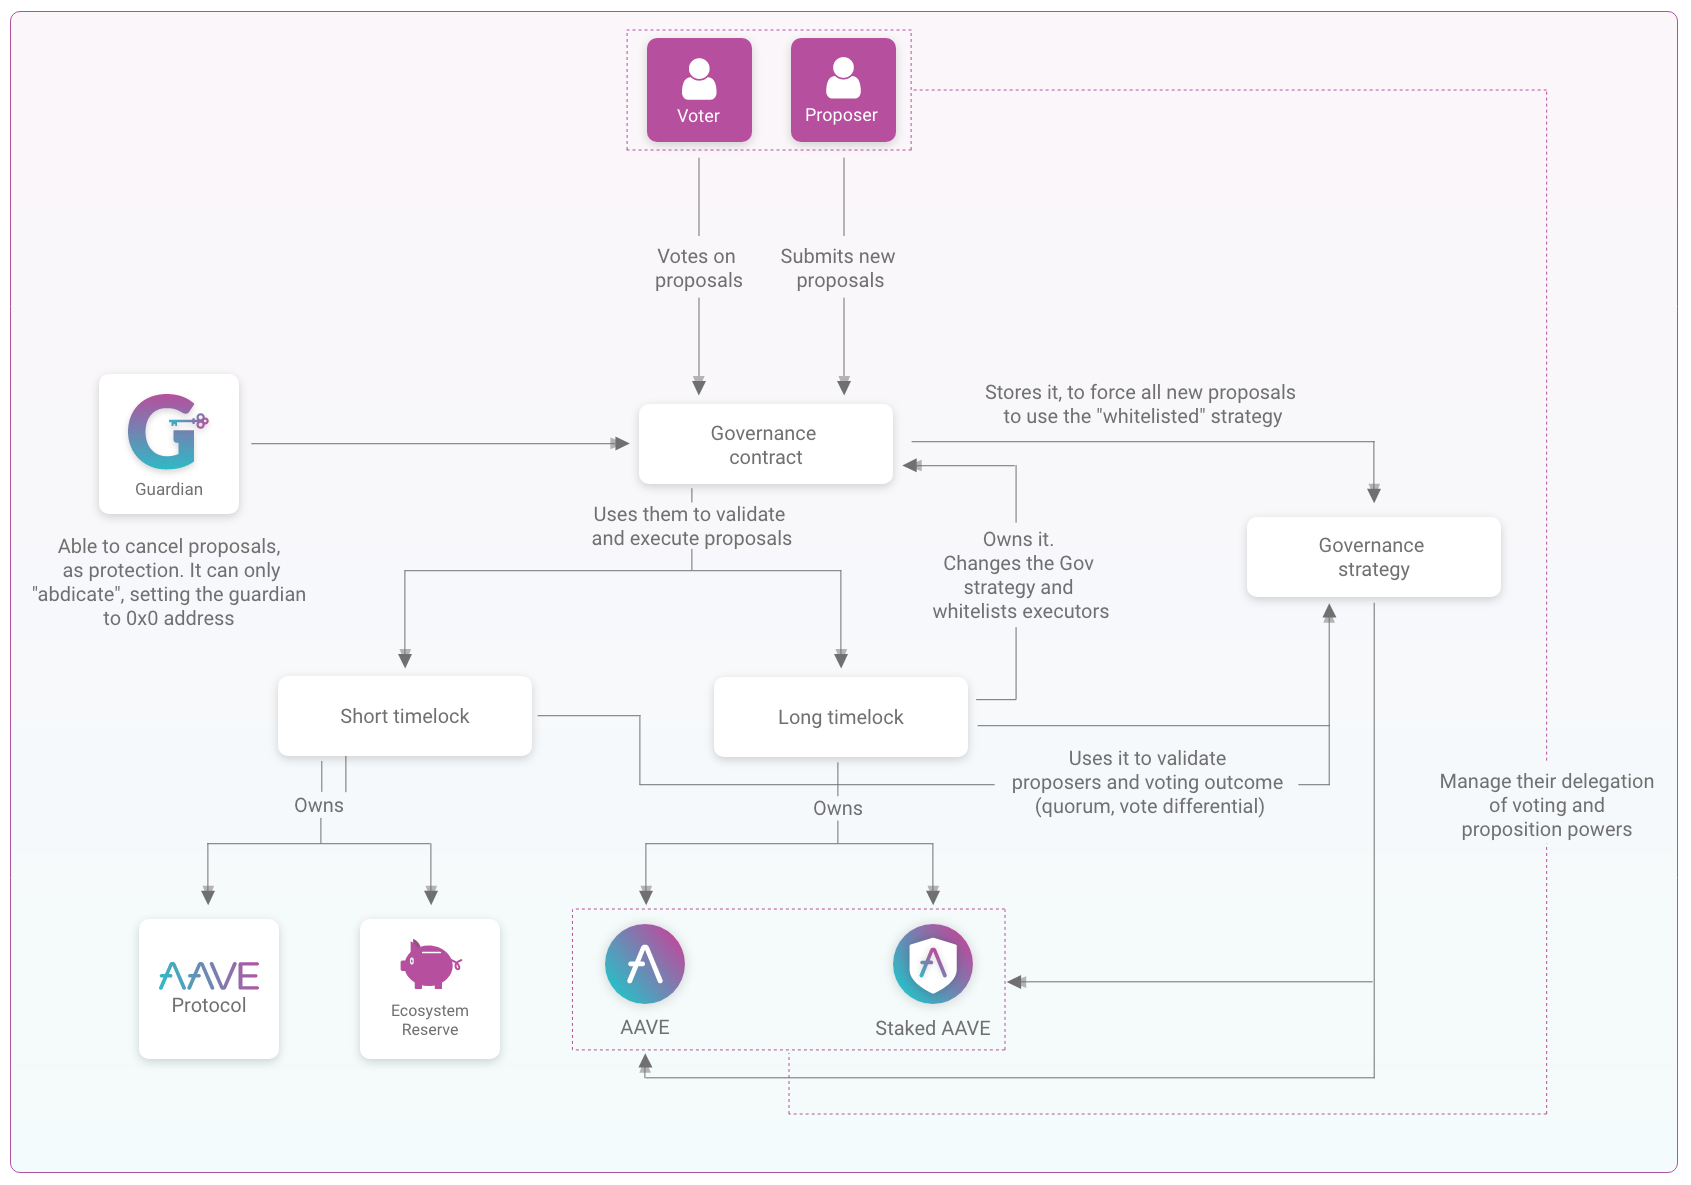 Voter
Proposer
Votes on
proposals
Submits new
proposals
Guardian
Able to cancel proposals,
as protection. It can only
"abdicate", setting the guardian
to 0x0 address
Governance
contract
Stores it, to force all new proposals
to use the "whitelisted" strategy
Uses them to validate
and execute proposals
Owns it.
Changes the Gov
strategy and
whitelists executors
Governance
strategy
Short timelock
Long timelock
Uses it to validate
proposers and voting outcome
(quorum, vote differential)
Manage their delegation
of voting and
proposition powers
Owns
Owns
AAVE
Protocol
Ecosystem
Reserve
AAVE
Staked AAVE